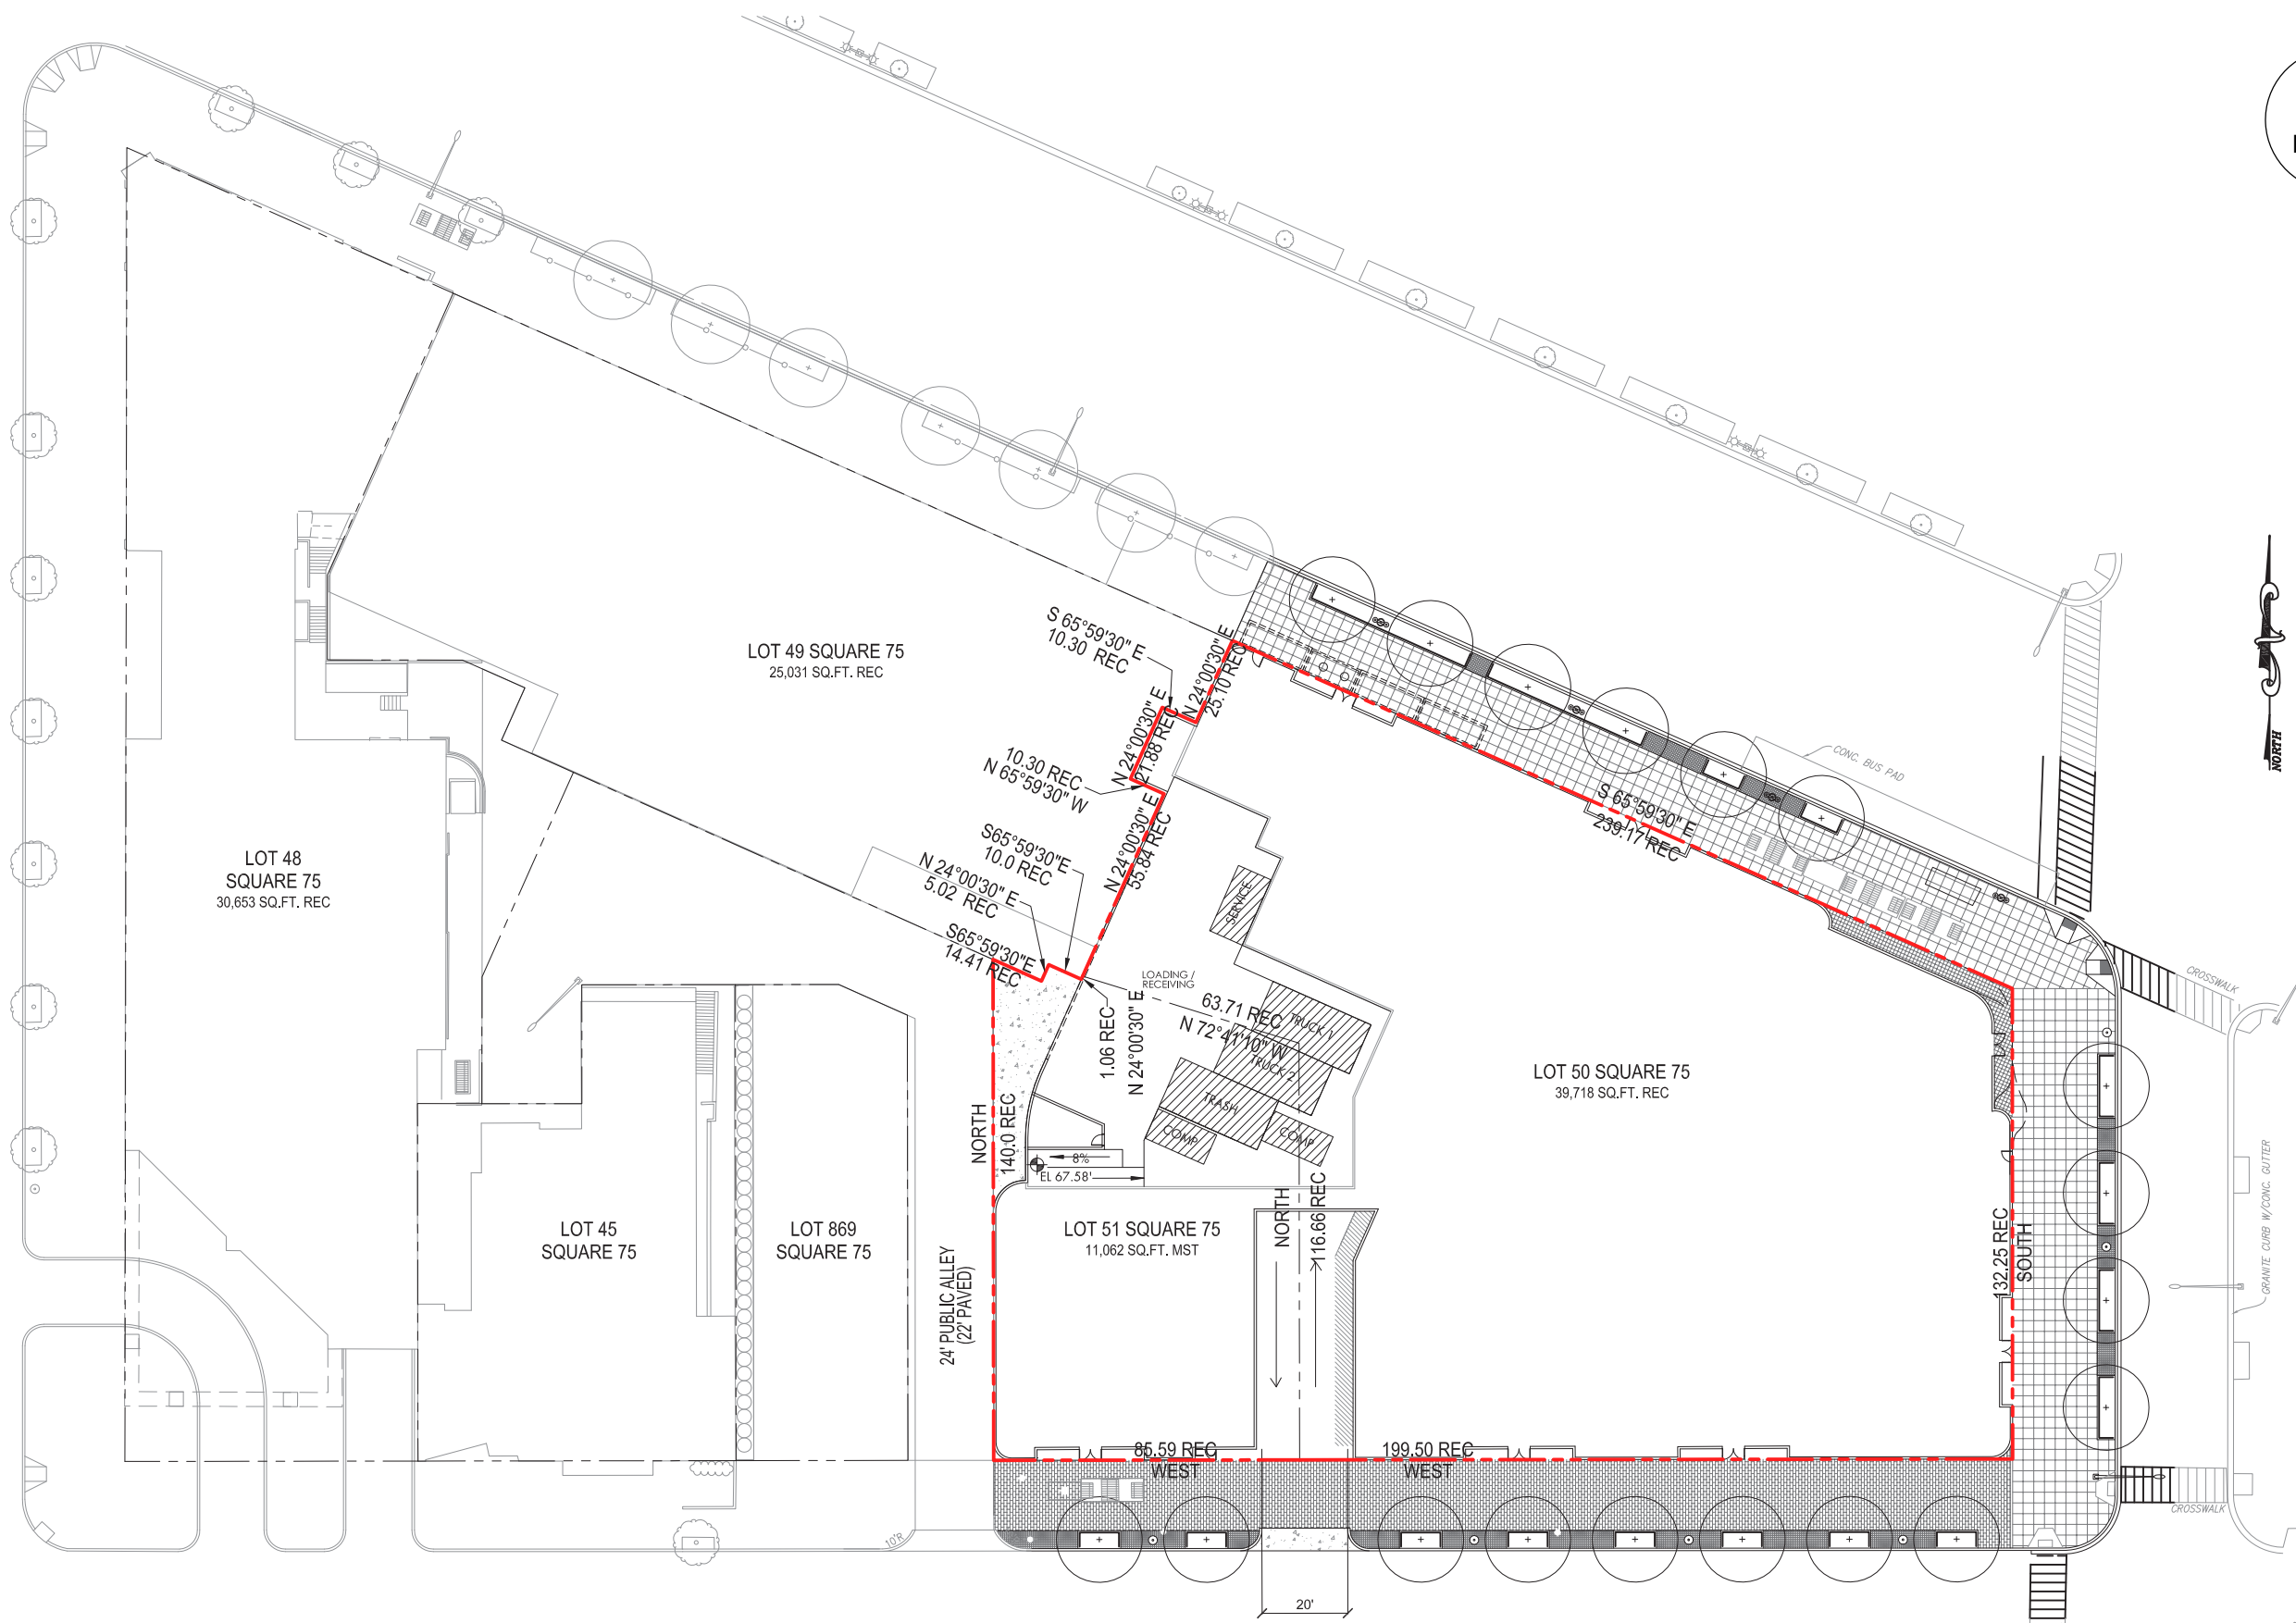 S 65°59'30" E
10.30 REC
N 24°00'30" E
25.10 REC
N 24°00'30" E
21.88 REC
LOT 49 SQUARE 75
25,031 SQ.FT. REC
10.30 REC
N 65°59'30" W
N 24°00'30" E
55.84 REC
S65°59'30"E
10.0 REC
N 24°00'30" E
5.02 REC
S65°59'30"E
14.41 REC
CONC. BUS PAD
S 65°59'30" E
239.17 REC
NORTH
LOT 48
SQUARE 75
30,653 SQ.FT. REC
SERVICE
LOADING /
RECEIVING
63.71 REC
N 72°41'10" W
1.06 REC
N 24°00'30" E
TRUCK 1
TRUCK 2
TRASH
COMP
COMP
CROSSWALK
LOT 50 SQUARE 75
39,718 SQ.FT. REC
NORTH
140.0 REC
8%
EL 67.58'
NORTH
116.66 REC
LOT 45
SQUARE 75
LOT 869
SQUARE 75
LOT 51 SQUARE 75
11,062 SQ.FT. MST
24' PUBLIC ALLEY
(22' PAVED)
132.25 REC
SOUTH
GRANITE CURB W/CONC. GUTTER
85.59 REC
WEST
199.50 REC
WEST
CROSSWALK
10'R
20'